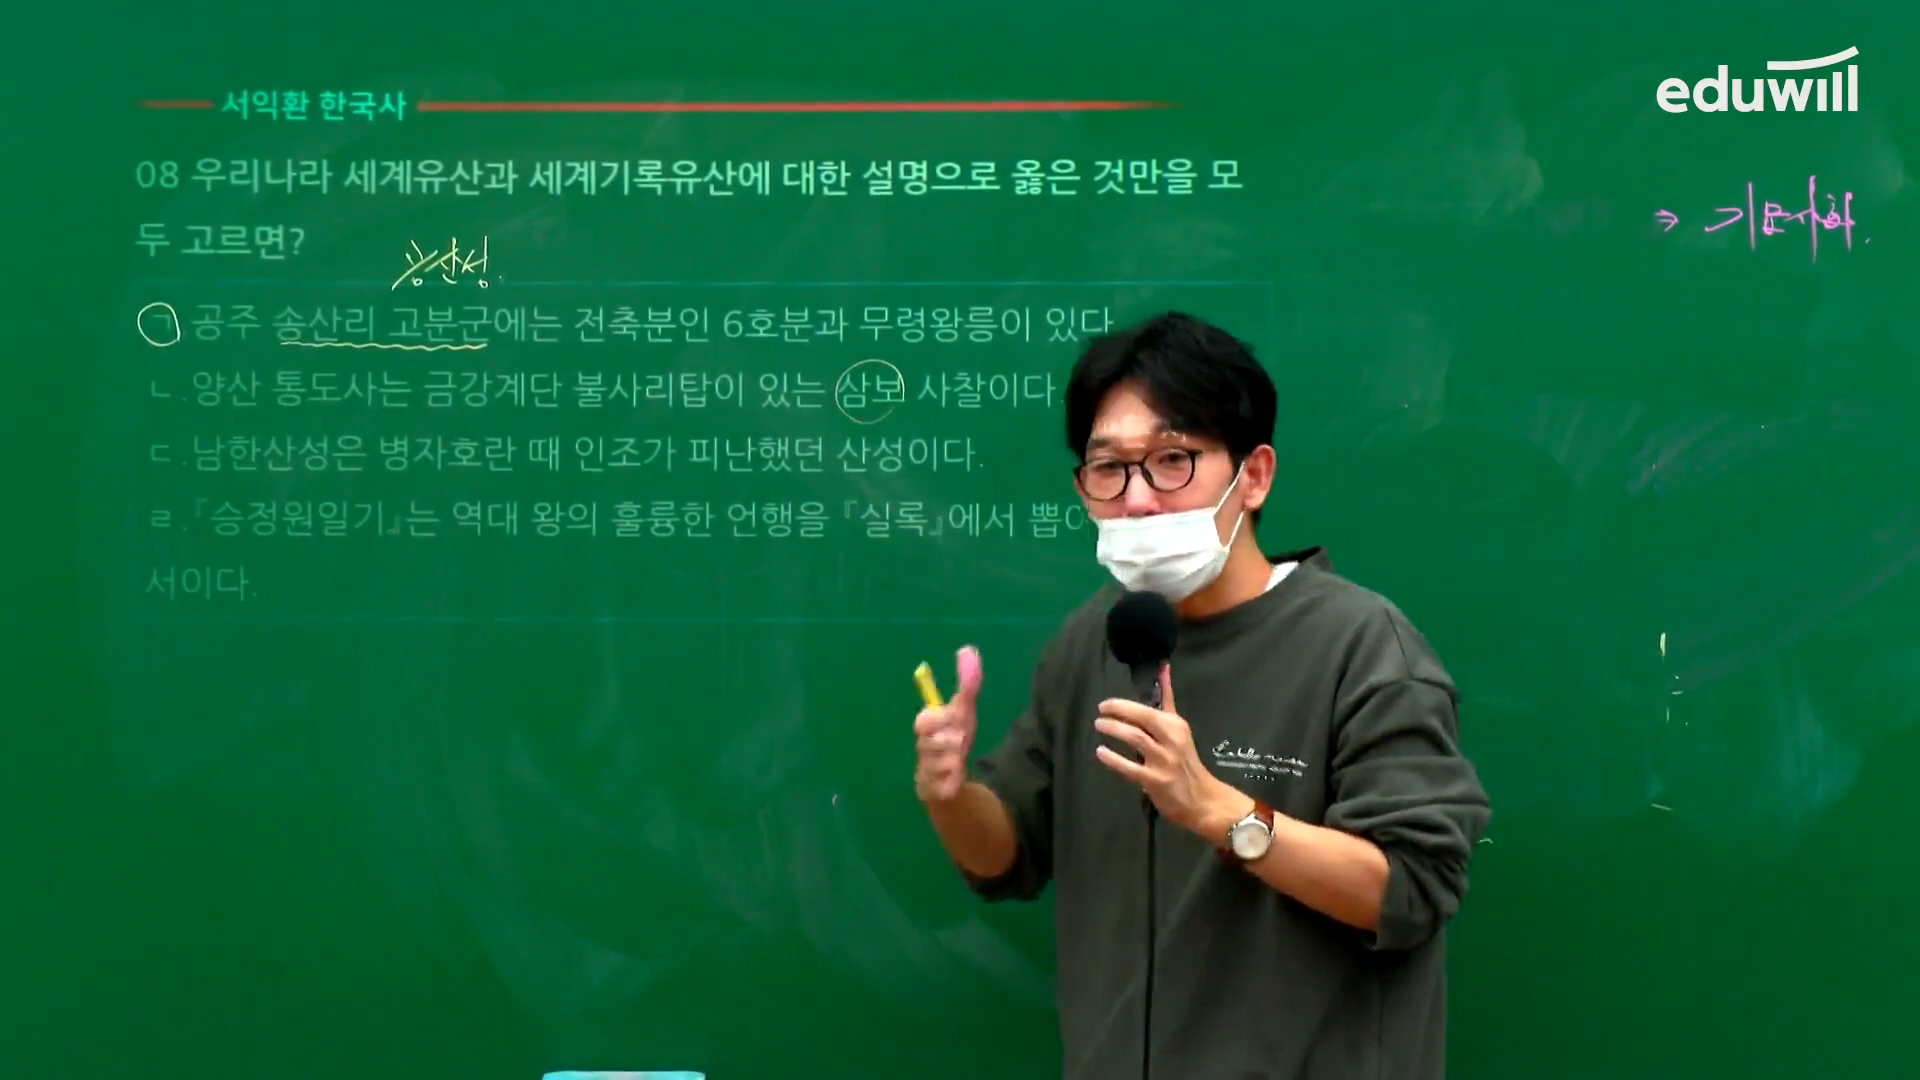 eduwill
서익환 한국사
08 우리나라 세계유산과 세계기록유산에 대한 설명으로 옳은 것만을 모
두 고르면?
공산성.
ㄱ 공주 송산리 고분군에는 전축분인 6호분과 무령왕릉이 있다
ㄴ.양산 통도사는 금강계단 불사리탑이 있는 삼보 사찰이다.
ㄷ.남한산성은 병자호란 때 인조가 피난했던 산성이다.
ㄹ.『승정원일기』는 역대 왕의 훌륭한 언행을 『실록』에서 뽑
서이다.